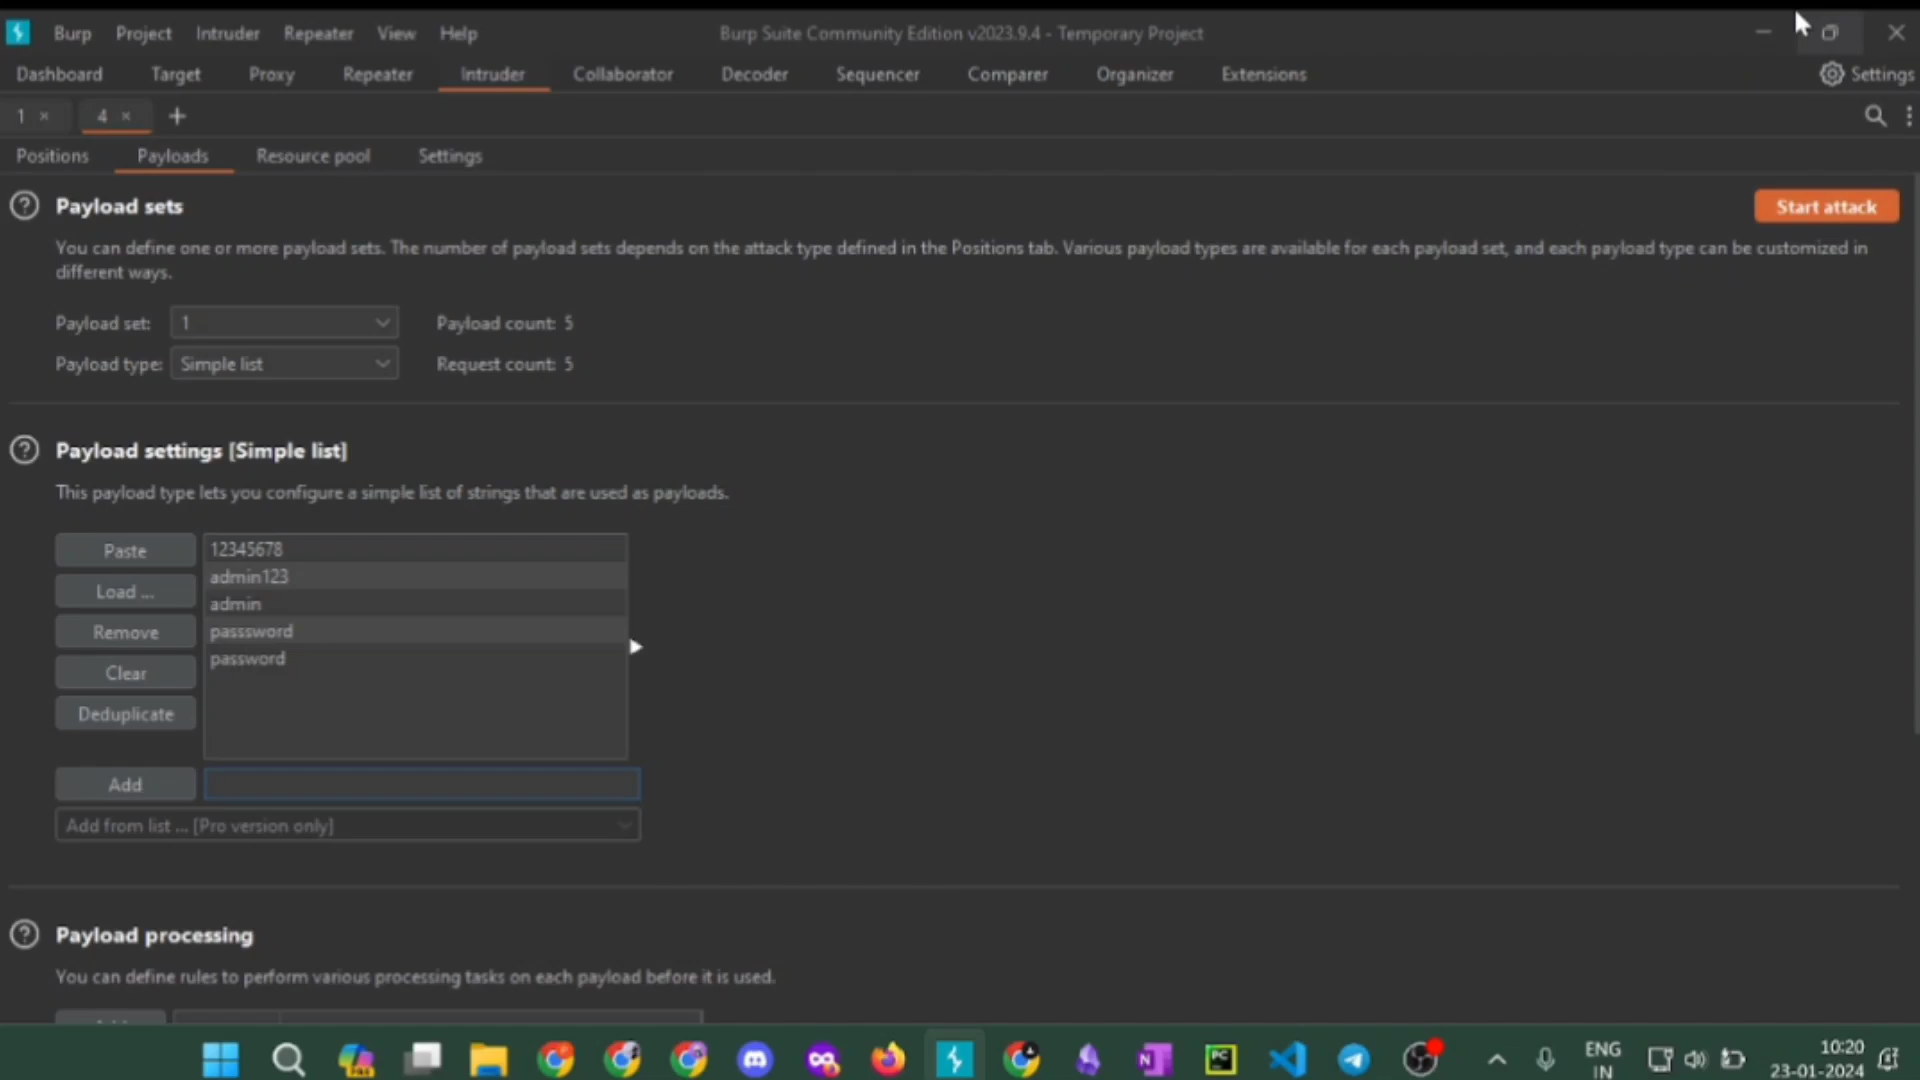 Burp Project Intruder Repeater View Help Burp Suite Community Edition v2023.9.4 - Temporary Project
Dashboard Target Proxy Repeater Intruder Collaborator Decoder Sequencer Comparer Organizer Extensions Settings
1 × 4 × +
Positions Payloads Resource pool Settings
? Payload sets Start attack
You can define one or more payload sets. The number of payload sets depends on the attack type defined in the Positions tab. Various payload types are available for each payload set, and each payload type can be customized in
different ways.
Payload set: 1 Payload count: 5
Payload type: Simple list Request count: 5
? Payload settings [Simple list]
This payload type lets you configure a simple list of strings that are used as payloads.
Paste 12345678
admin123
Load ...
admin
Remove passsword
password
Clear
Deduplicate
Add
Add from list ... [Pro version only]
? Payload processing
You can define rules to perform various processing tasks on each payload before it is used.
ENG
IN
10:20
23-01-2024